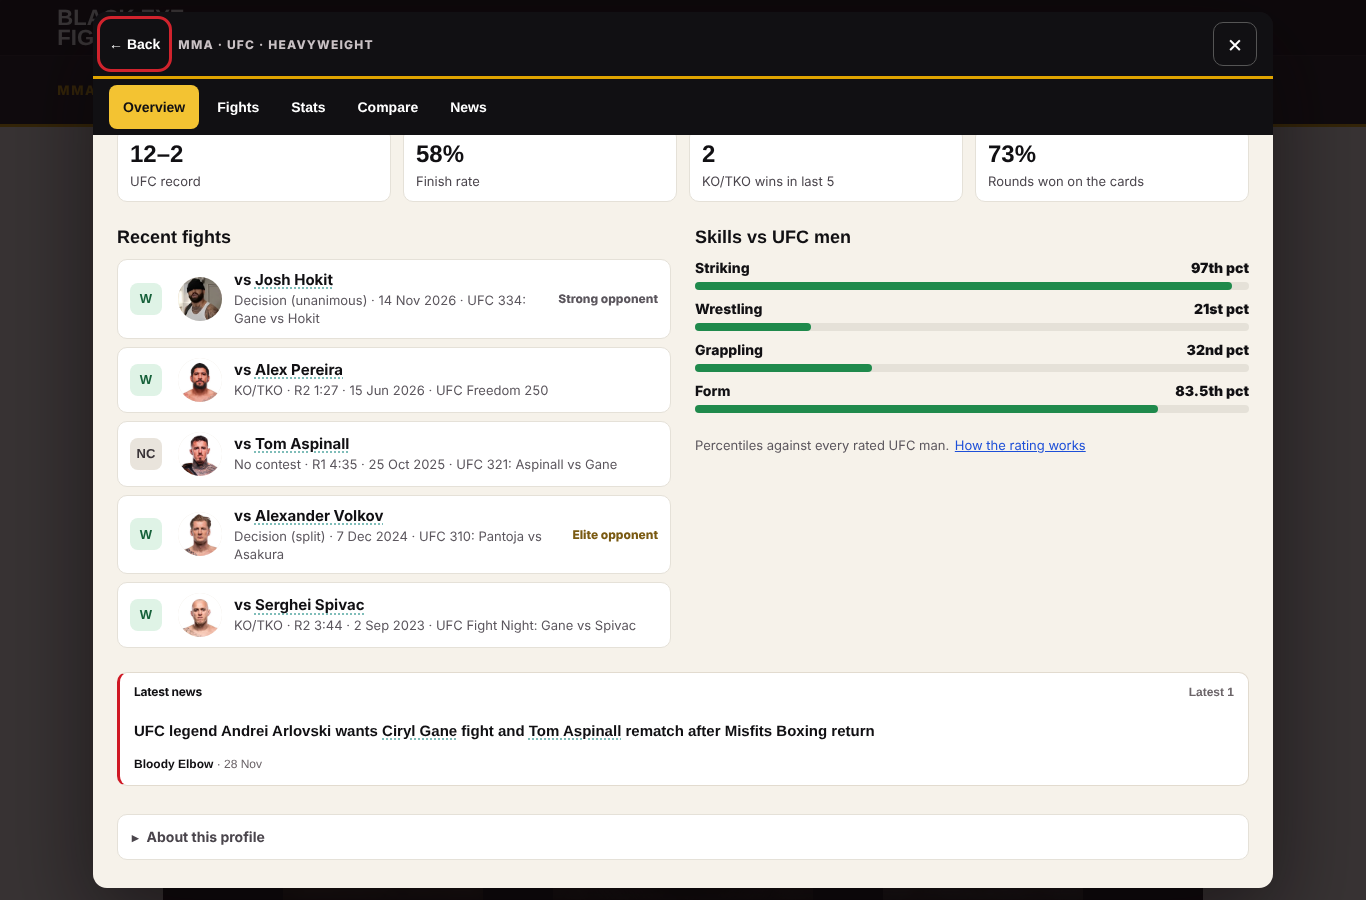 BLACK EYE
FIG
MMA
← Back
MMA · UFC · HEAVYWEIGHT
×
Overview
Fights
Stats
Compare
News
12–2
UFC record
58%
Finish rate
2
KO/TKO wins in last 5
73%
Rounds won on the cards
Recent fights
W
vs Josh Hokit
Decision (unanimous) · 14 Nov 2026 · UFC 334:
Gane vs Hokit
Strong opponent
W
vs Alex Pereira
KO/TKO · R2 1:27 · 15 Jun 2026 · UFC Freedom 250
NC
vs Tom Aspinall
No contest · R1 4:35 · 25 Oct 2025 · UFC 321: Aspinall vs Gane
W
vs Alexander Volkov
Decision (split) · 7 Dec 2024 · UFC 310: Pantoja vs
Asakura
Elite opponent
W
vs Serghei Spivac
KO/TKO · R2 3:44 · 2 Sep 2023 · UFC Fight Night: Gane vs Spivac
Skills vs UFC men
Striking 97th pct
Wrestling 21st pct
Grappling 32nd pct
Form 83.5th pct
Percentiles against every rated UFC man. How the rating works
Latest news
Latest 1
UFC legend Andrei Arlovski wants Ciryl Gane fight and Tom Aspinall rematch after Misfits Boxing return
Bloody Elbow · 28 Nov
▸ About this profile